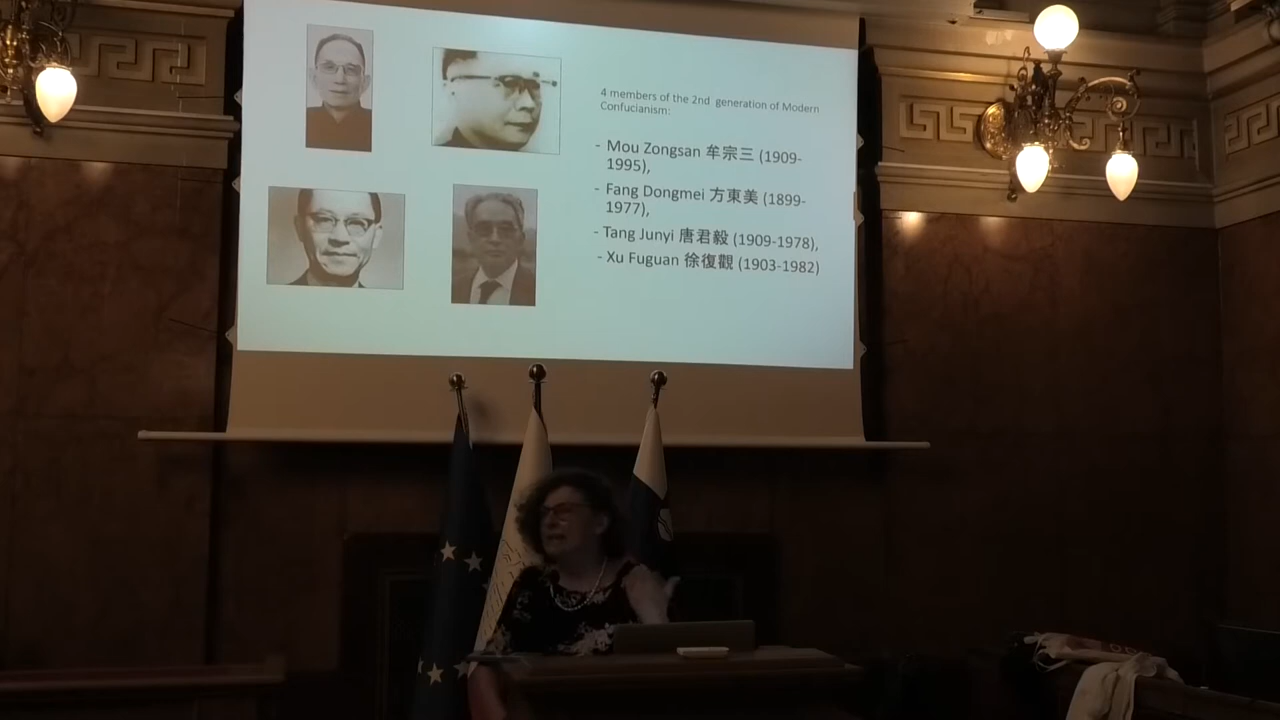 4 members of the 2nd generation of Modern
Confucianism:
- Mou Zongsan 牟宗三 (1909-
1995),
- Fang Dongmei 方東美 (1899-
1977),
- Tang Junyi 唐君毅 (1909-1978),
- Xu Fuguan 徐復觀 (1903-1982)